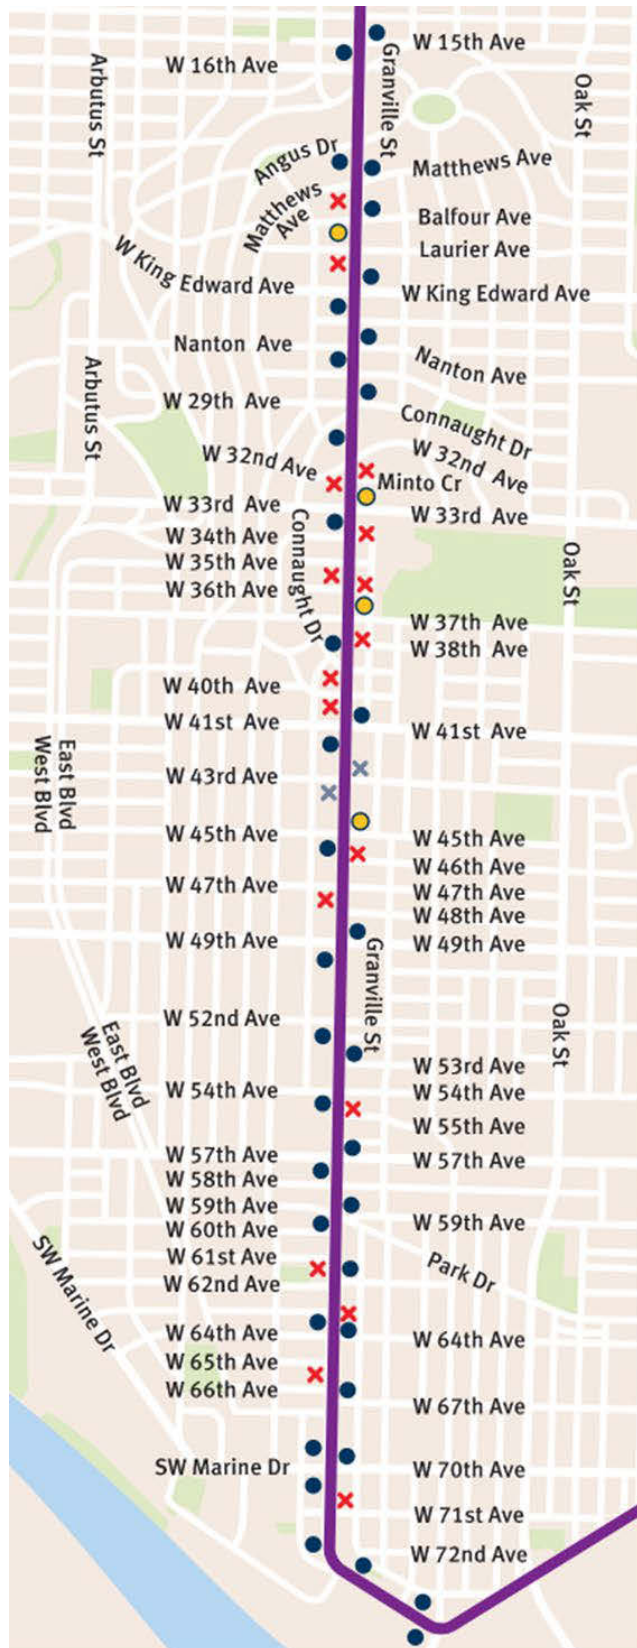 W 15th Ave
W 16th Ave
Granville St
Arbutus St
Oak St
Angus Dr
Matthews Ave
Matthews
Ave
Balfour Ave
Laurier Ave
W King Edward Ave
W King Edward Ave
Nanton Ave
Nanton Ave
Arbutus St
W 29th Ave
Connaught Dr
W 32nd Ave
W 32nd Ave
Minto Cr
W 33rd Ave
W 33rd Ave
W 34th Ave
Connaught Dr
W 35th Ave
Oak St
W 36th Ave
W 37th Ave
W 38th Ave
W 40th Ave
W 41st Ave
W 41st Ave
East Blvd
West Blvd
W 43rd Ave
W 45th Ave
W 45th Ave
W 46th Ave
W 47th Ave
W 47th Ave
W 48th Ave
W 49th Ave
W 49th Ave
Granville St
W 52nd Ave
Oak St
East Blvd
West Blvd
W 53rd Ave
W 54th Ave
W 54th Ave
W 55th Ave
W 57th Ave
W 57th Ave
W 58th Ave
W 59th Ave
W 59th Ave
W 60th Ave
W 61st Ave
Park Dr
W 62nd Ave
SW Marine Dr
W 64th Ave
W 64th Ave
W 65th Ave
W 66th Ave
W 67th Ave
SW Marine Dr
W 70th Ave
W 71st Ave
W 72nd Ave